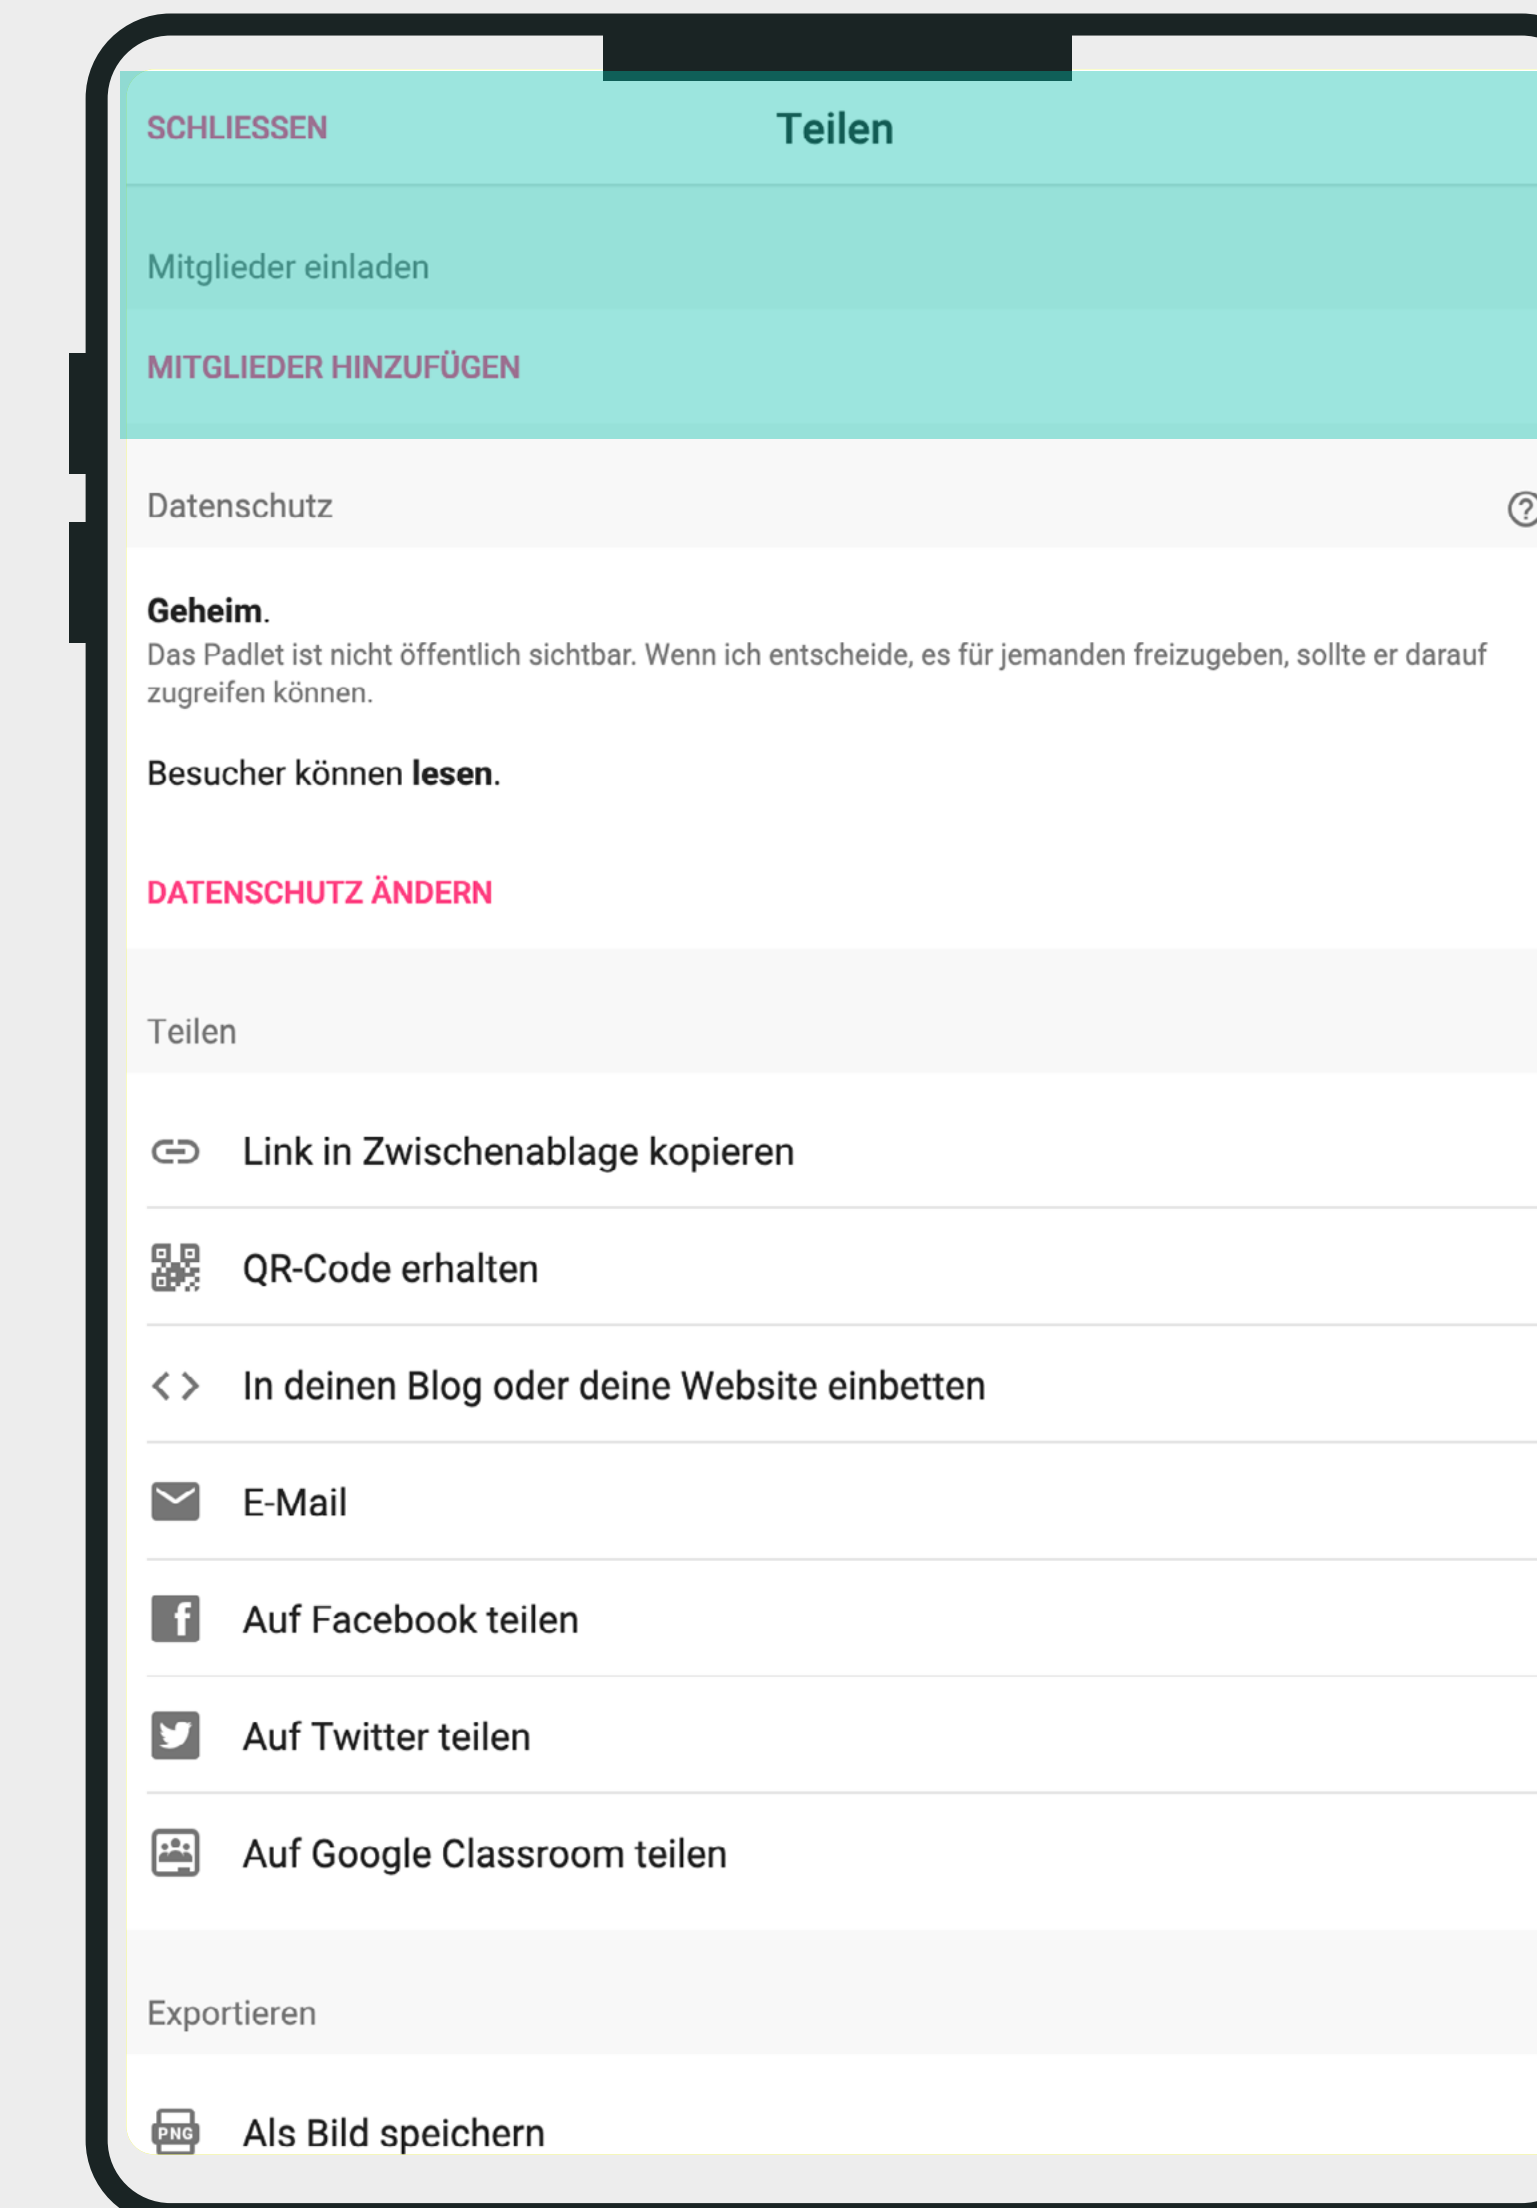 SCHLIESSEN
Teilen
Mitglieder einladen
MITGLIEDER HINZUFÜGEN
Datenschutz
?
Geheim.
Das Padlet ist nicht öffentlich sichtbar. Wenn ich entscheide, es für jemanden freizugeben, sollte er darauf
zugreifen können.
Besucher können lesen.
DATENSCHUTZ ÄNDERN
Teilen
Link in Zwischenablage kopieren
QR-Code erhalten
In deinen Blog oder deine Website einbetten
E-Mail
Auf Facebook teilen
Auf Twitter teilen
Auf Google Classroom teilen
Exportieren
PNG
Als Bild speichern